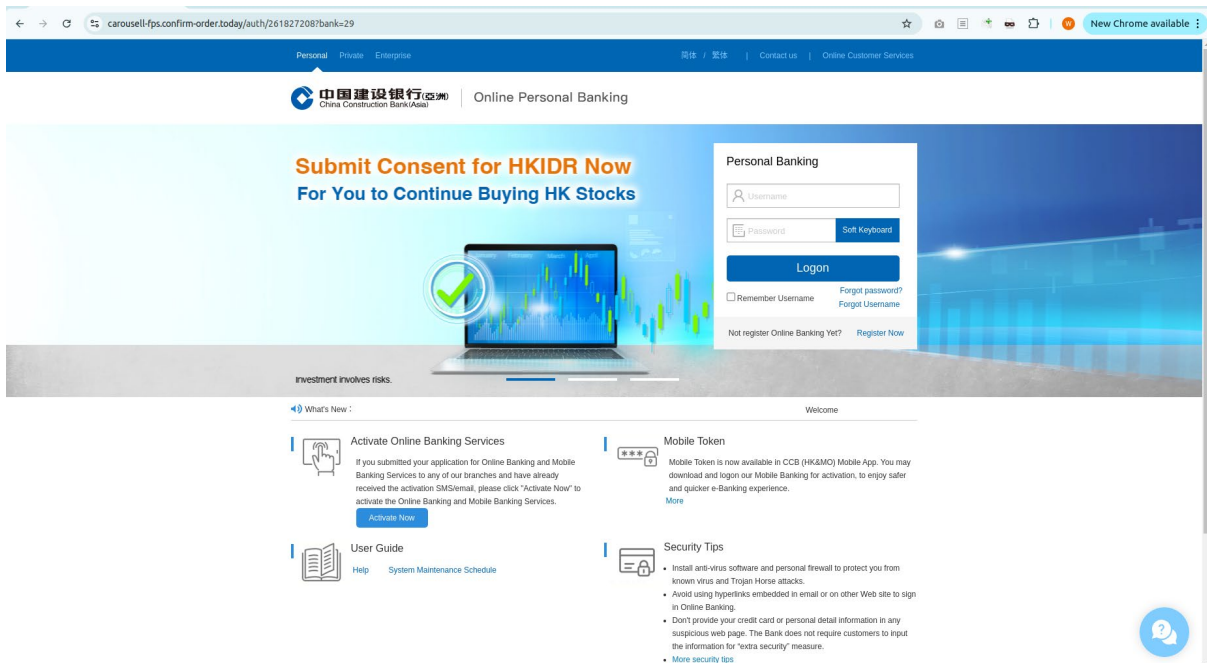 carousell-fps.confirm-order.today/auth/261827208?bank=29
New Chrome available
W
Personal Private Enterprise
简体 / 繁体 | Contact us | Online Customer Services
中国建设银行(亞洲)
China Construction Bank(Asia)
Online Personal Banking
Submit Consent for HKIDR Now
For You to Continue Buying HK Stocks
January February March April
Investment involves risks.
Personal Banking
Username
Password
Soft Keyboard
Logon
Remember Username
Forgot password?
Forgot Username
Not register Online Banking Yet? Register Now
What's New :
Welcome
Activate Online Banking Services
If you submitted your application for Online Banking and Mobile
Banking Services to any of our branches and have already
received the activation SMS/email, please click "Activate Now" to
activate the Online Banking and Mobile Banking Services.
Activate Now
Mobile Token
Mobile Token is now available in CCB (HK&MO) Mobile App. You may
download and logon our Mobile Banking for activation, to enjoy safer
and quicker e-Banking experience.
More
User Guide
Help System Maintenance Schedule
Security Tips
• Install anti-virus software and personal firewall to protect you from
known virus and Trojan Horse attacks.
• Avoid using hyperlinks embedded in email or on other Web site to sign
in Online Banking.
• Don't provide your credit card or personal detail information in any
suspicious web page. The Bank does not require customers to input
the information for "extra security" measure.
• More security tips